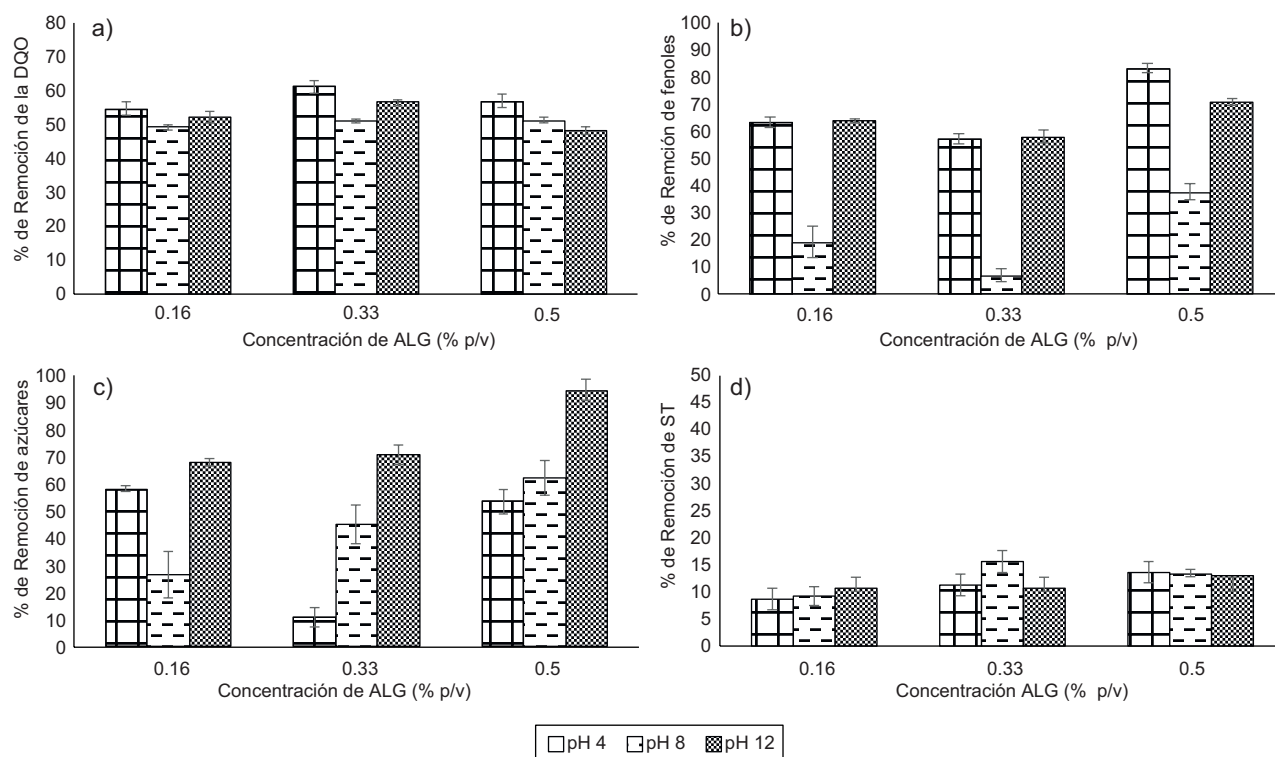 a)
% de Remoción de la DQO
80
70
60
50
40
30
20
10
0
0.16 0.33 0.5
Concentración de ALG (% p/v)
b)
% de Remción de fenoles
100
90
80
70
60
50
40
30
20
10
0
0.16 0.33 0.5
Concentración de ALG (% p/v)
c)
% de Remoción de azúcares
100
90
80
70
60
50
40
30
20
10
0
0.16 0.33 0.5
Concentración de ALG (% p/v)
d)
% de Remoción de ST
50
45
40
35
30
25
20
15
10
5
0
0.16 0.33 0.5
Concentración ALG (% p/v)
pH 4 pH 8 pH 12